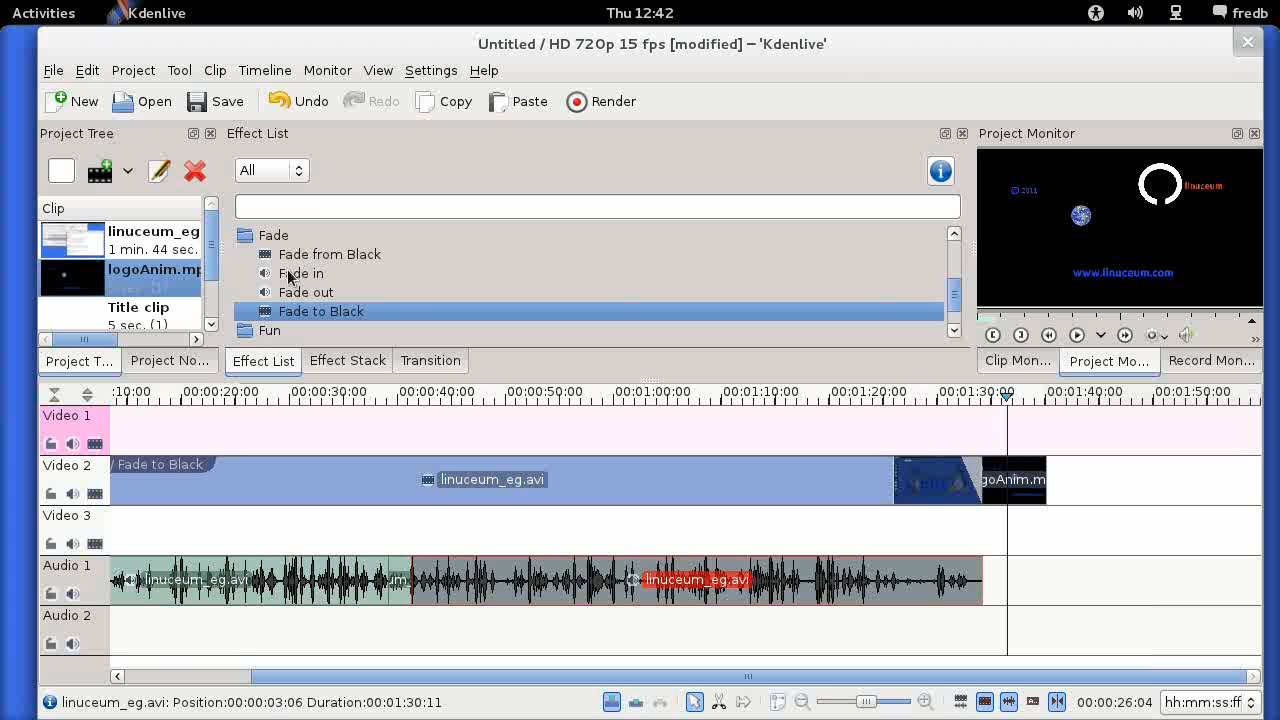 Activities Kdenlive Thu 12:42 fredb
Untitled / HD 720p 15 fps [modified] – 'Kdenlive'
File Edit Project Tool Clip Timeline Monitor View Settings Help
New Open Save Undo Redo Copy Paste Render
Project Tree Effect List Project Monitor
All
Clip
linuceum_eg
1 min. 44 sec.
logoAnim.mp
Title clip
5 sec. (1)
Fade
Fade from Black
Fade in
Fade out
Fade to Black
Fun
2011
linuceum
www.linuceum.com
Project T... Project No... Effect List Effect Stack Transition Clip Mon... Project Mo... Record Mon...
:10:00 00:00:20:00 00:00:30:00 00:00:40:00 00:00:50:00 00:01:00:00 00:01:10:00 00:01:20:00 00:01:30:0 00:01:40:00 00:01:50:00
Video 1
Video 2
/ Fade to Black
linuceum_eg.avi
goAnim.m
Video 3
Audio 1
linuceum_eg.avi um_ linuceum_eg.avi
Audio 2
linuceum_eg.avi: Position:00:00:03:06 Duration:00:01:30:11 00:00:26:04 hh:mm:ss:ff